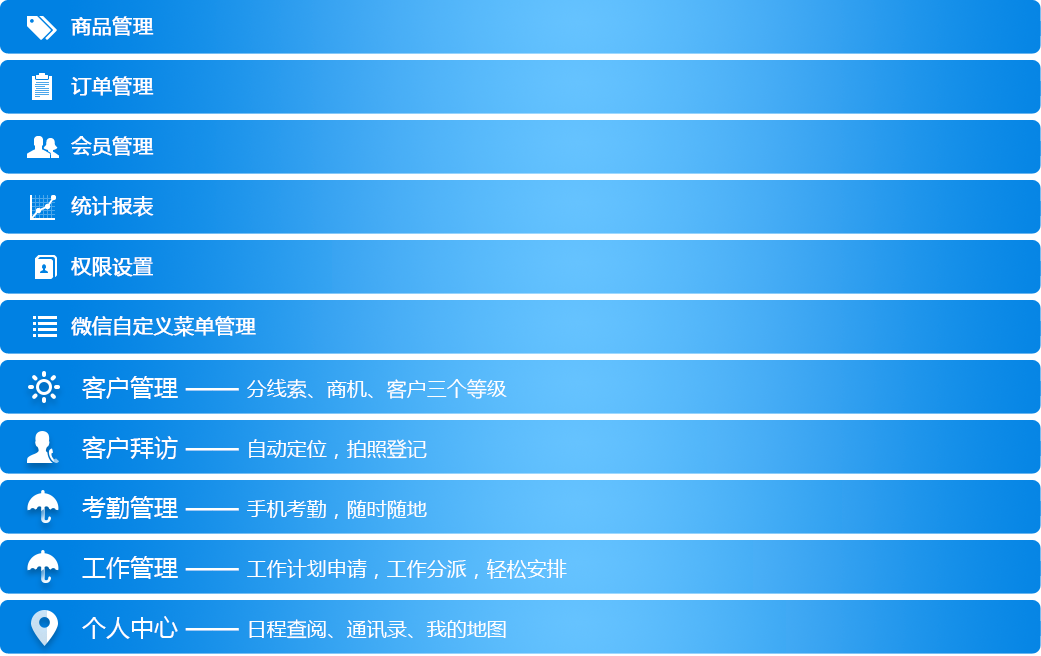 商品管理
订单管理
会员管理
统计报表
权限设置
微信自定义菜单管理
客户管理 —— 分线索、商机、客户三个等级
客户拜访 —— 自动定位，拍照登记
考勤管理 —— 手机考勤，随时随地
工作管理 —— 工作计划申请，工作分派，轻松安排
个人中心 —— 日程查阅、通讯录、我的地图